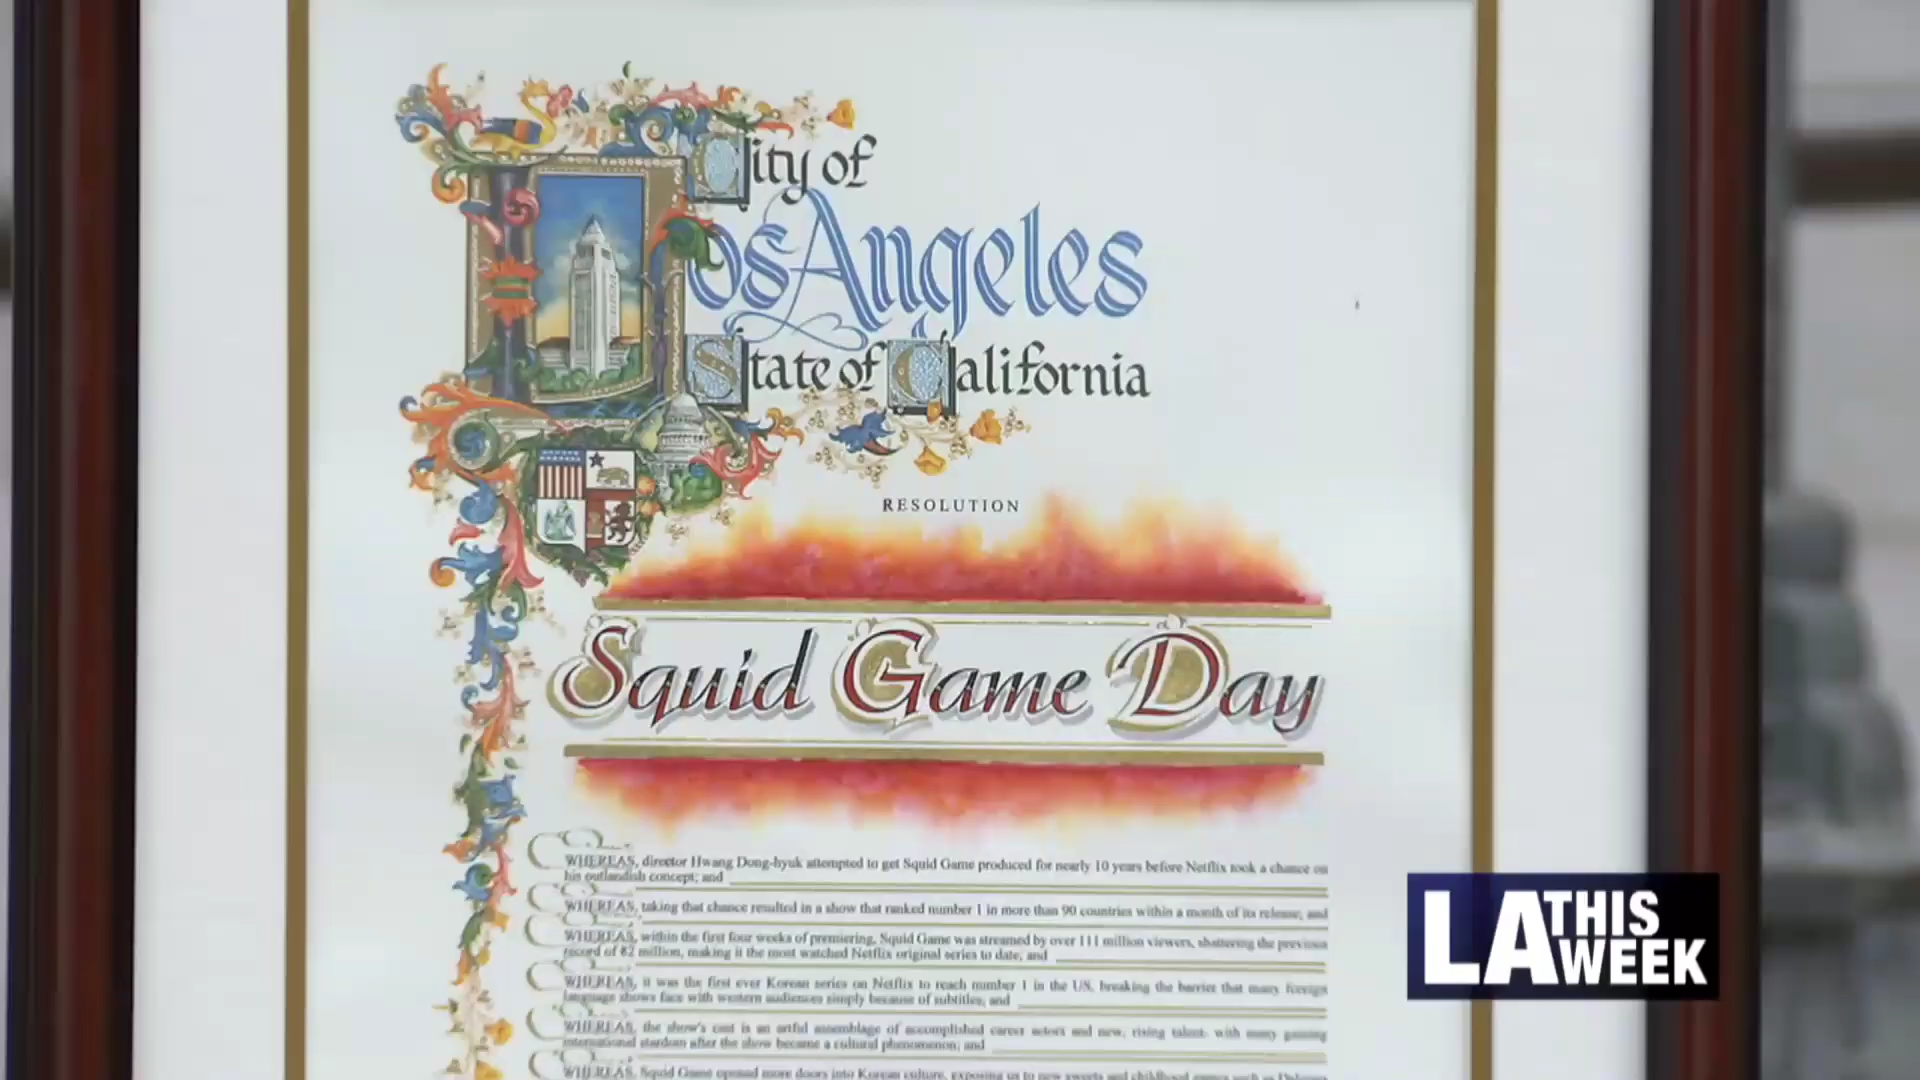 City of
Los Angeles
State of California
RESOLUTION
Squid Game Day
WHEREAS, director Hwang Dong-hyuk attempted to get Squid Game produced for nearly 10 years before Netflix took a chance on
his outlandish concept; and
WHEREAS, taking that chance resulted in a show that ranked number 1 in more than 90 countries within a month of its release; and
WHEREAS, within the first four weeks of premiering, Squid Game was streamed by over 111 million viewers, shattering the previous
record of 82 million, making it the most watched Netflix original series to date; and
WHEREAS, it was the first ever Korean series on Netflix to reach number 1 in the US, breaking the barrier that many foreign
language shows face with western audiences simply because of subtitles; and
WHEREAS, the show's cast is an artful assemblage of accomplished career actors and new, rising talent, with many gaining
international stardom after the show became a cultural phenomenon; and
WHEREAS, Squid Game opened more doors into Korean culture, exposing us to new sweets and childhood games such as
LA THIS
WEEK